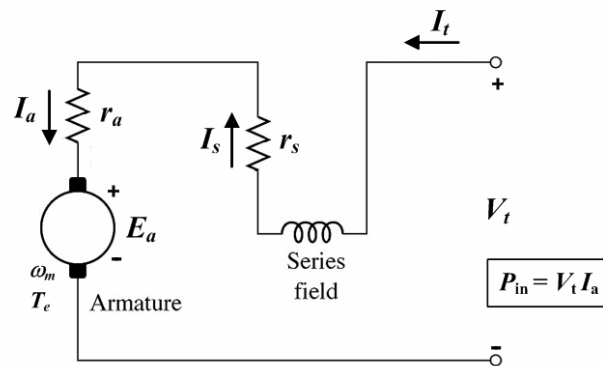 I_t
+
I_a
r_a
I_s
r_s
+
E_a
-
ω_m
T_e
Armature
Series
field
V_t
P_in = V_t I_a
-